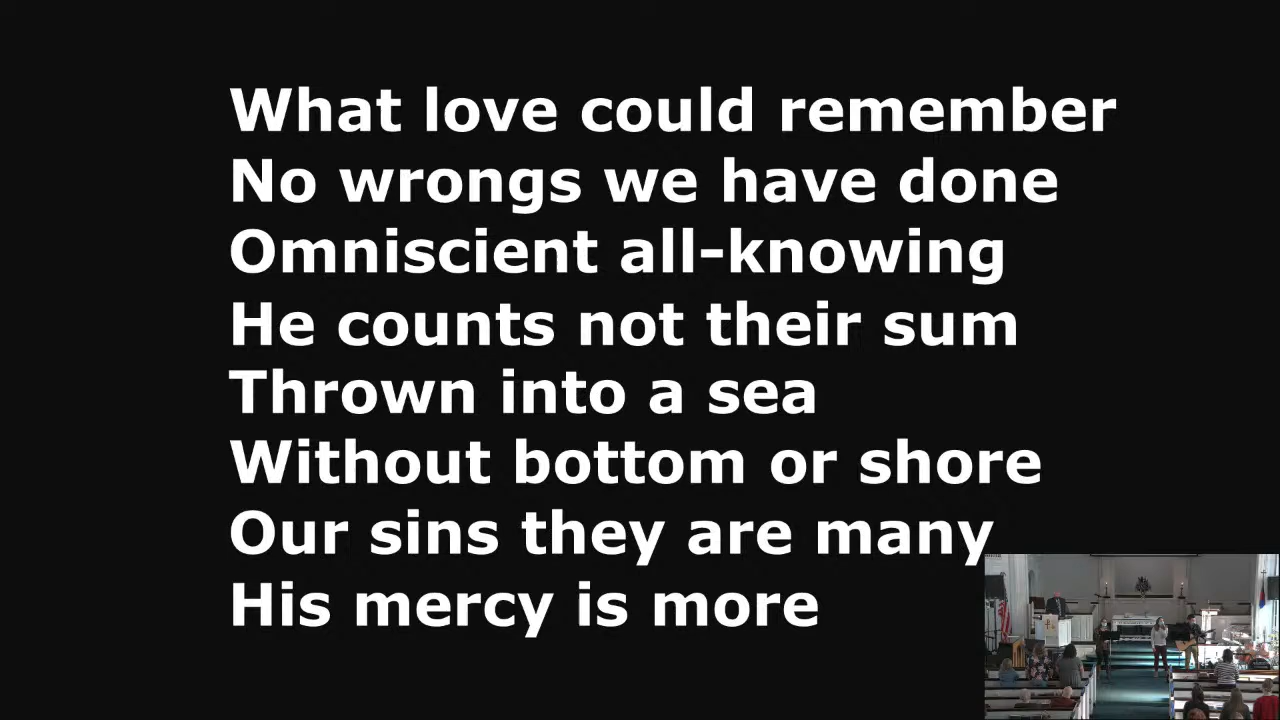 What love could remember
No wrongs we have done
Omniscient all-knowing
He counts not their sum
Thrown into a sea
Without bottom or shore
Our sins they are many
His mercy is more